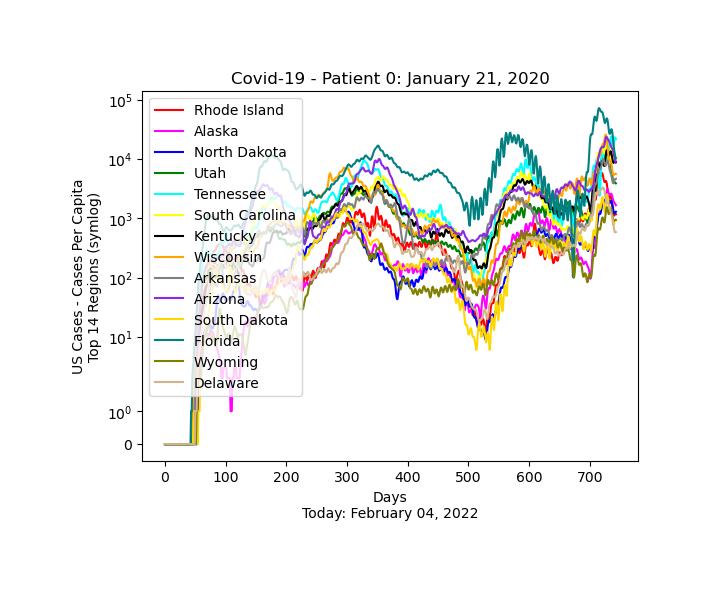 Covid-19 - Patient 0: January 21, 2020
US Cases - Cases Per Capita
Top 14 Regions (symlog)
10^5
10^4
10^3
10^2
10^1
10^0
0
Rhode Island
Alaska
North Dakota
Utah
Tennessee
South Carolina
Kentucky
Wisconsin
Arkansas
Arizona
South Dakota
Florida
Wyoming
Delaware
0 100 200 300 400 500 600 700
Days
Today: February 04, 2022